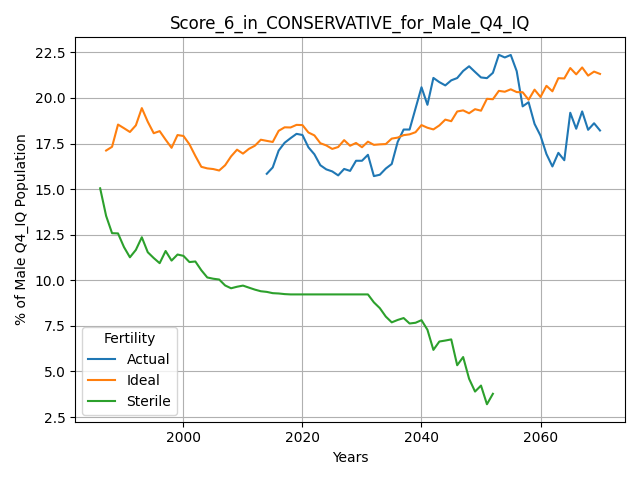 Score_6_in_CONSERVATIVE_for_Male_Q4_IQ
% of Male Q4_IQ Population
22.5
20.0
17.5
15.0
12.5
10.0
7.5
5.0
2.5
Fertility
Actual
Ideal
Sterile
2000
2020
2040
2060
Years